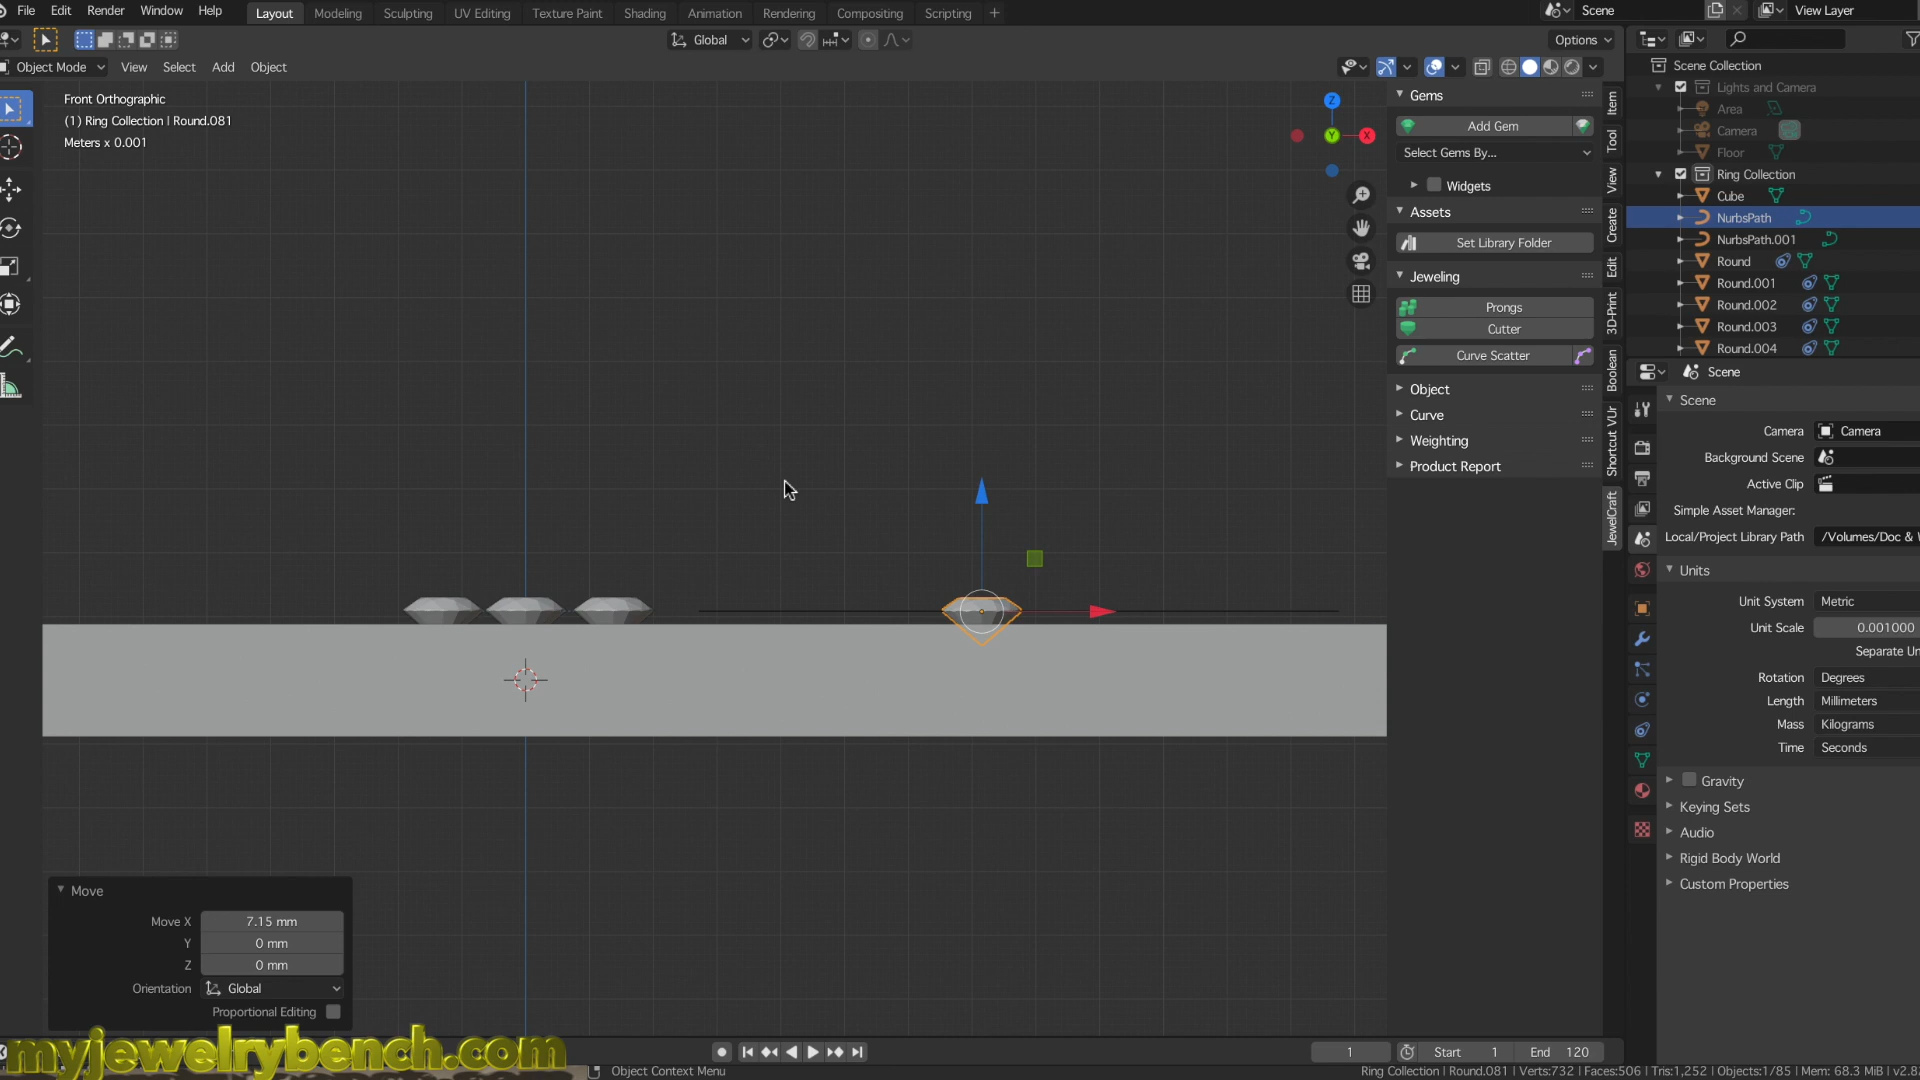 File Edit Render Window Help
Layout Modeling Sculpting UV Editing Texture Paint Shading Animation Rendering Compositing Scripting +
Scene
View Layer
Global
Options
Object Mode View Select Add Object
Front Orthographic
(1) Ring Collection | Round.081
Meters x 0.001
Z
Y
X
Gems
Add Gem
Select Gems By...
Widgets
Assets
Set Library Folder
Jeweling
Prongs
Cutter
Curve Scatter
Object
Curve
Weighting
Product Report
Item
Tool
View
Create
Edit
3D-Print
Boolean
Shortcut VUr
JewelCraft
Scene Collection
Lights and Camera
Area
Camera
Floor
Ring Collection
Cube
NurbsPath
NurbsPath.001
Round
Round.001
Round.002
Round.003
Round.004
Scene
Scene
Camera Camera
Background Scene
Active Clip
Simple Asset Manager:
Local/Project Library Path /Volumes/Doc &
Units
Unit System Metric
Unit Scale 0.001000
Separate Un
Rotation Degrees
Length Millimeters
Mass Kilograms
Time Seconds
Gravity
Keying Sets
Audio
Rigid Body World
Custom Properties
Move
Move X 7.15 mm
Y 0 mm
Z 0 mm
Orientation Global
Proportional Editing
myjewelrybench.com
1 Start 1 End 120
Object Context Menu
Ring Collection | Round.081 | Verts:732 | Faces:506 | Tris:1,252 | Objects:1/85 | Mem: 68.3 MiB | v2.8